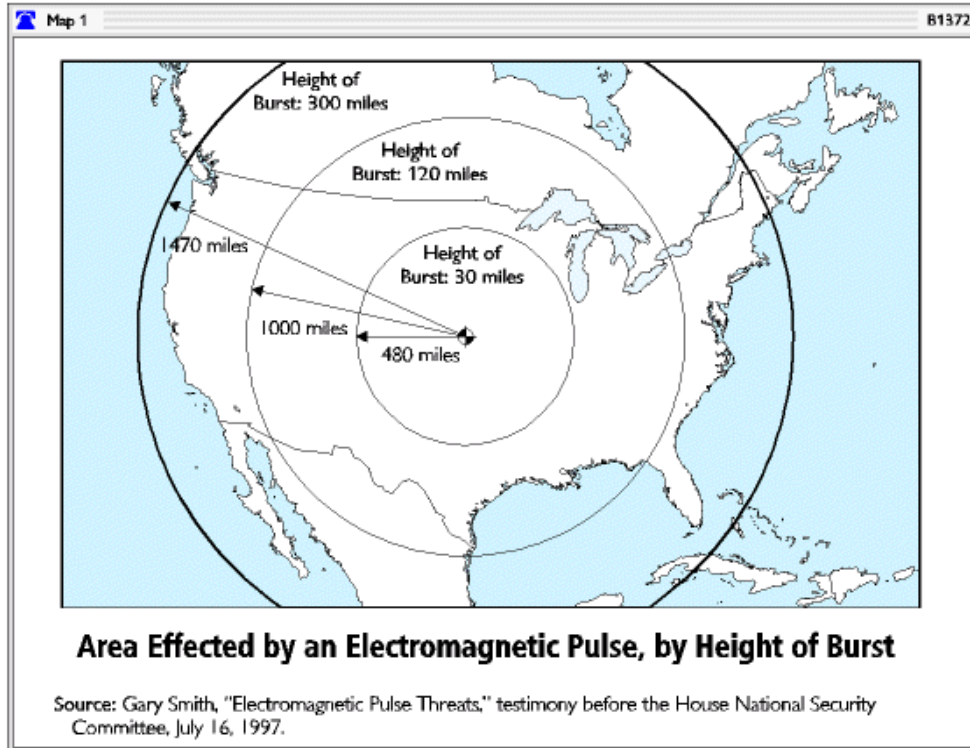 Map 1
B1372
Height of
Burst: 300 miles
Height of
Burst: 120 miles
Height of
Burst: 30 miles
1470 miles
1000 miles
480 miles
Area Effected by an Electromagnetic Pulse, by Height of Burst
Source: Gary Smith, "Electromagnetic Pulse Threats," testimony before the House National Security
Committee, July 16, 1997.